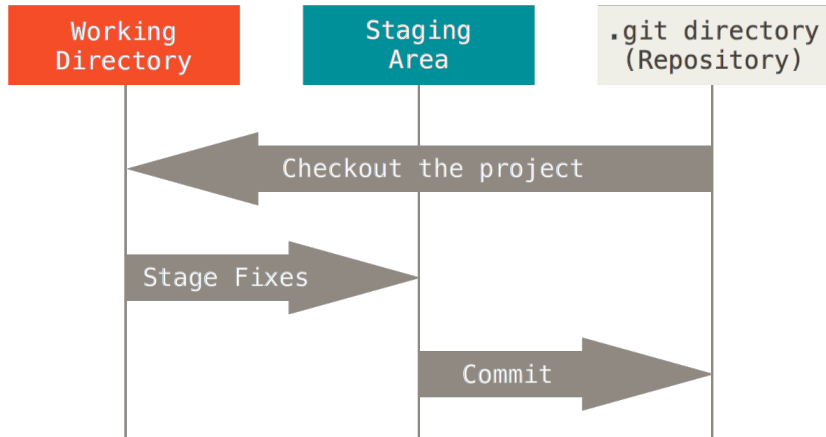 Working
Directory
Staging
Area
.git directory
(Repository)
Checkout the project
Stage Fixes
Commit